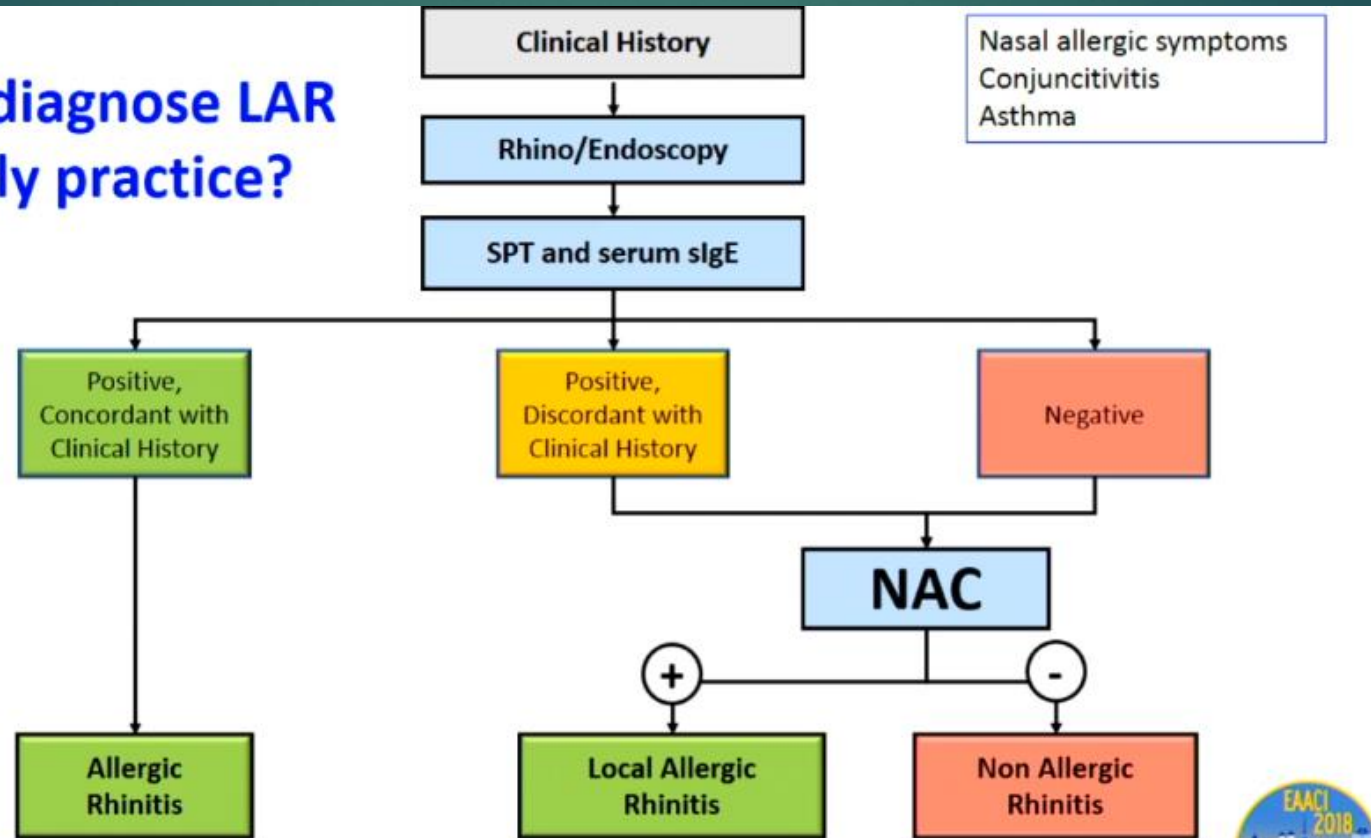 diagnose LAR
ly practice?
Clinical History
Nasal allergic symptoms
Conjuncitivitis
Asthma
Rhino/Endoscopy
SPT and serum sIgE
Positive,
Concordant with
Clinical History
Positive,
Discordant with
Clinical History
Negative
NAC
+
-
Allergic
Rhinitis
Local Allergic
Rhinitis
Non Allergic
Rhinitis
EAACI
2018